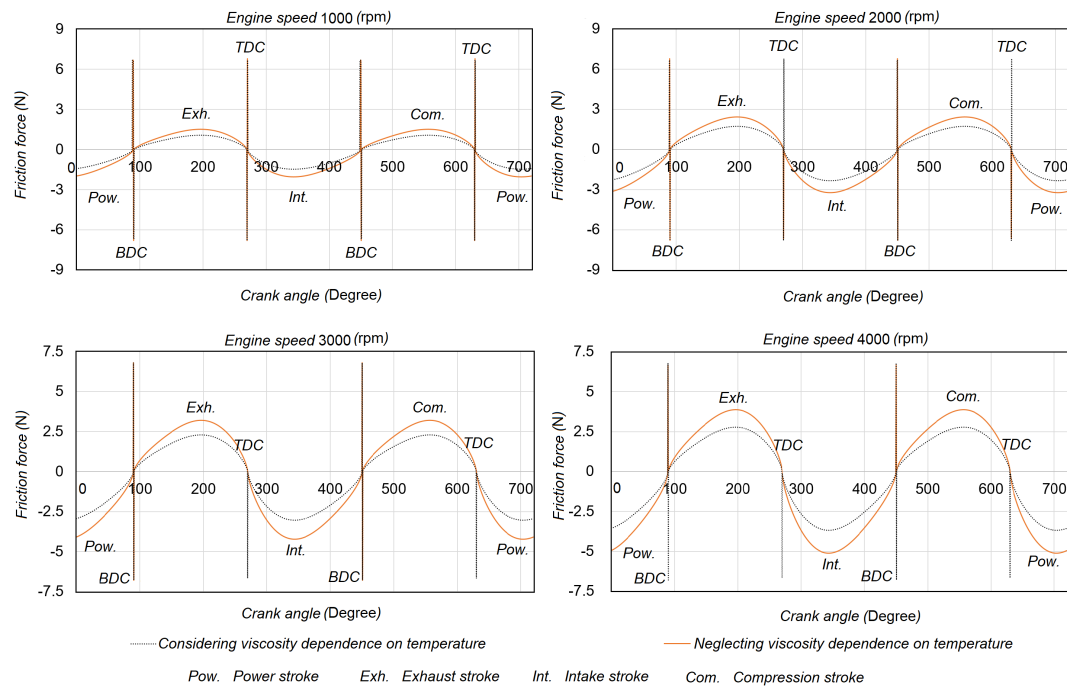 Engine speed 1000 (rpm)
9
6
3
0
-3
-6
-9
Friction force (N)
TDC
TDC
Exh.
Com.
0 100 200 300 400 500 600 700
Pow.
Int.
Pow.
BDC
BDC
Crank angle (Degree)
Engine speed 2000 (rpm)
9
6
3
0
-3
-6
-9
Friction force (N)
TDC
TDC
Exh.
Com.
0 100 200 300 400 500 600 700
Pow.
Int.
Pow.
BDC
BDC
Crank angle (Degree)
Engine speed 3000 (rpm)
7.5
5
2.5
0
-2.5
-5
-7.5
Friction force (N)
Exh.
Com.
TDC
TDC
0 100 200 300 400 500 600 700
Pow.
Int.
Pow.
BDC
BDC
Crank angle (Degree)
Engine speed 4000 (rpm)
7.5
5
2.5
0
-2.5
-5
-7.5
Friction force (N)
Exh.
Com.
TDC
TDC
0 100 200 300 400 500 600 700
Pow.
Int.
Pow.
BDC
BDC
Crank angle (Degree)
Considering viscosity dependence on temperature
Neglecting viscosity dependence on temperature
Pow. Power stroke Exh. Exhaust stroke Int. Intake stroke Com. Compression stroke